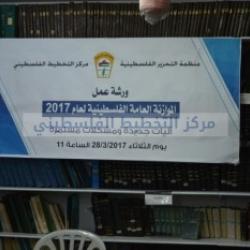 منظمة التحرير الفلسطينية
مركز التخطيط الفلسطيني
ورشة عمل
الموازنة العامة الفلسطينية لعام 2017
مركز التخطيط الفلسطيني
آليات جديدة ومشكلات مستمرة
يوم الثلاثاء 28/3/2017 الساعة 11